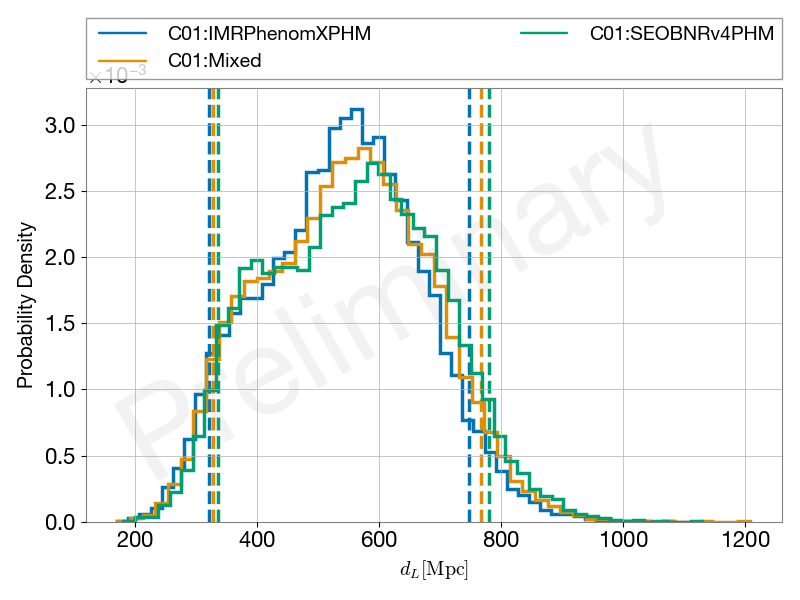 C01:IMRPhenomXPHM
C01:SEOBNRv4PHM
C01:Mixed
×10⁻³
3.0
2.5
2.0
1.5
1.0
0.5
0.0
Probability Density
Preliminary
200 400 600 800 1000 1200
d_L[Mpc]